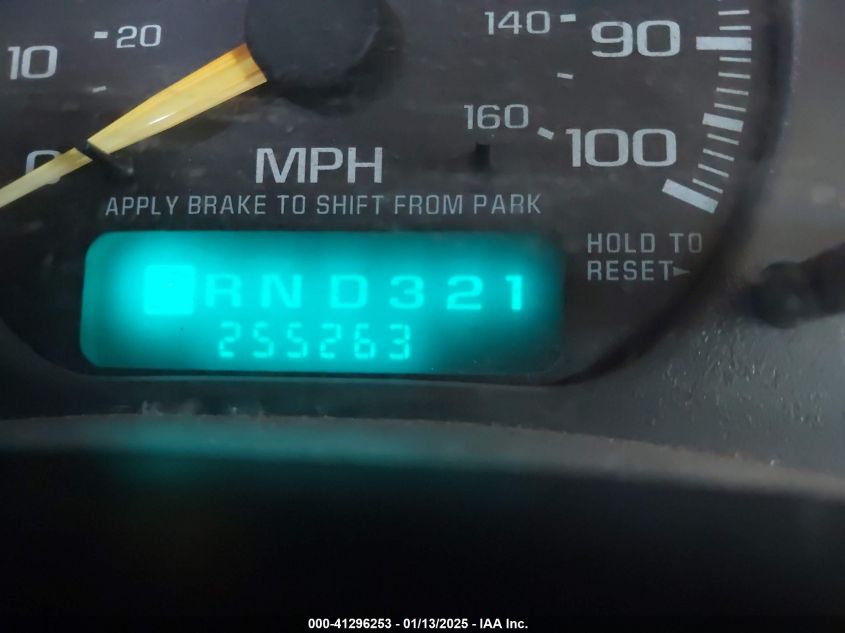 20
10
0
140
90
160
100
MPH
APPLY BRAKE TO SHIFT FROM PARK
HOLD TO
RESET
R N D 3 2 1
255263
000-41296253 - 01/13/2025 - IAA Inc.